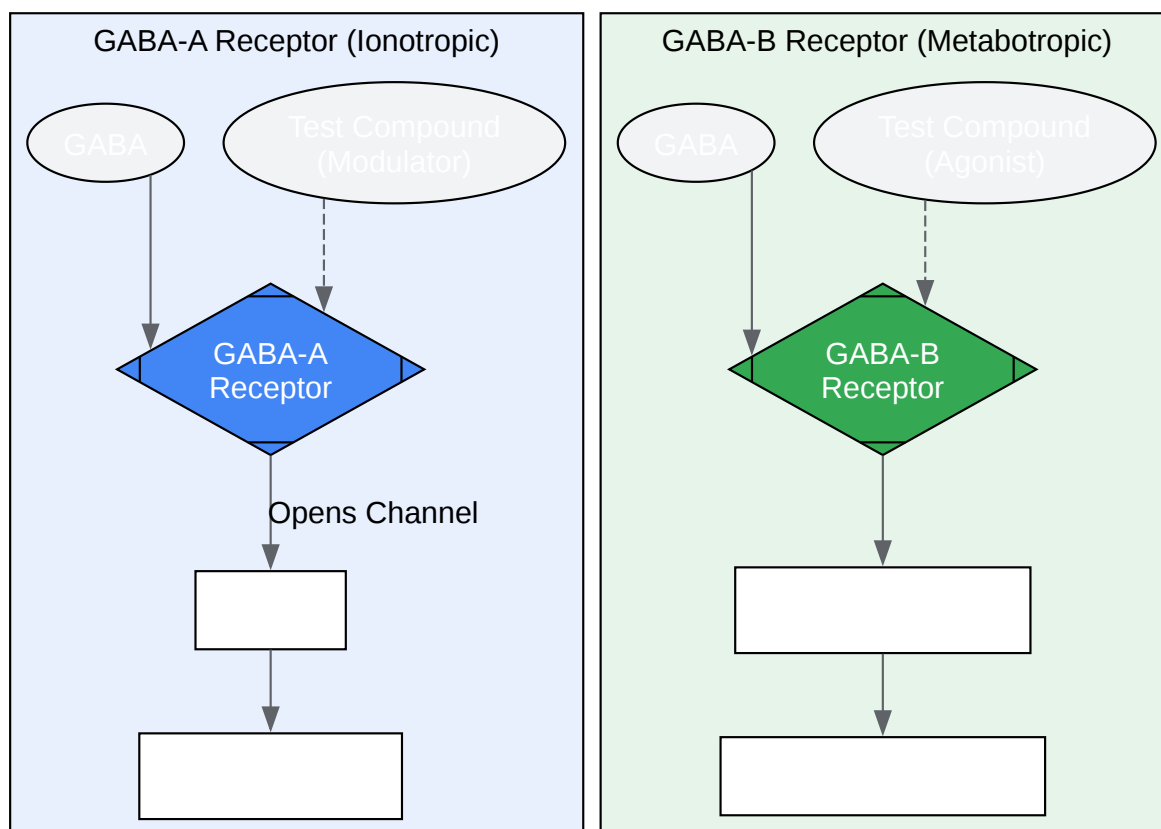 GABA-A Receptor (Ionotropic)
GABA
Test Compound
(Modulator)
GABA-A
Receptor
Opens Channel
GABA-B Receptor (Metabotropic)
GABA
Test Compound
(Agonist)
GABA-B
Receptor